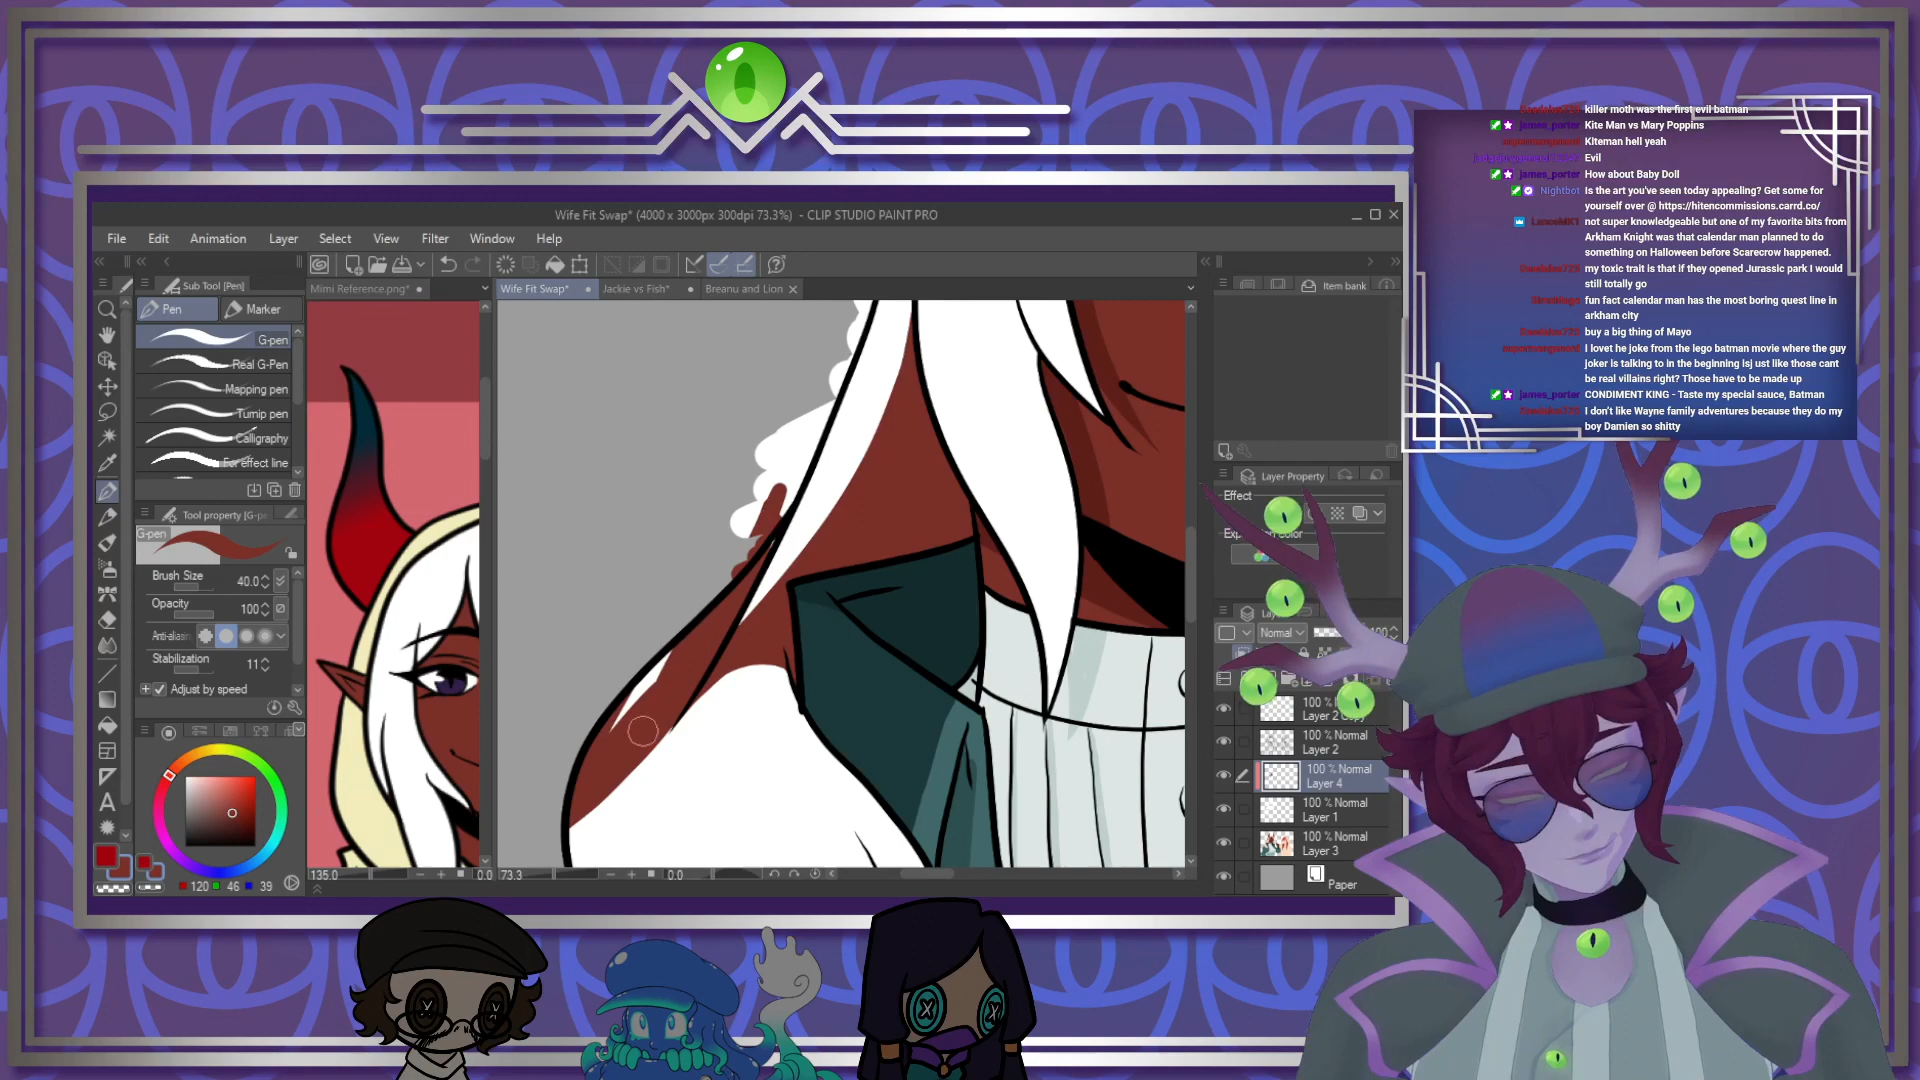 killer moth was the first evil batman
james_porter Kite Man vs Mary Poppins
Kiteman hell yeah
Evil
james_porter How about Baby Doll
Nightbot Is the art you've seen today appealing? Get some for
yourself over @ https://hitencommissions.carrd.co/
LanceMK1 not super knowledgeable but one of my favorite bits from
Arkham Knight was that calendar man planned to do
something on Halloween before Scarecrow happened.
my toxic trait is that if they opened Jurassic park I would
still totally go
fun fact calendar man has the most boring quest line in
arkham city
buy a big thing of Mayo
I lovet he joke from the lego batman movie where the guy
joker is talking to in the beginning isj ust like those cant
be real villains right? Those have to be made up
james_porter CONDIMENT KING - Taste my special sauce, Batman
I don't like Wayne family adventures because they do my
boy Damien so shitty
Wife Fit Swap* (4000 x 3000px 300dpi 73.3%) - CLIP STUDIO PAINT PRO
File Edit Animation Layer Select View Filter Window Help
Sub Tool [Pen]
Mimi Reference.png*
Wife Fit Swap* Jackie vs Fish* Breanu and Lion
Item bank
Pen Marker
G-pen
Real G-Pen
Mapping pen
Turnip pen
Calligraphy
For effect line
Tool property [G-pe
G-pen
Brush Size 40.0
Opacity 100
Anti-aliasing
Stabilization 11
Adjust by speed
120 46 39
135.0 0.0
73.3 0.0
Layer Property
Effect
Normal
100 %
Layer 2 Copy
100 % Normal
Layer 2
100 % Normal
Layer 4
100 % Normal
Layer 1
100 % Normal
Layer 3
Paper